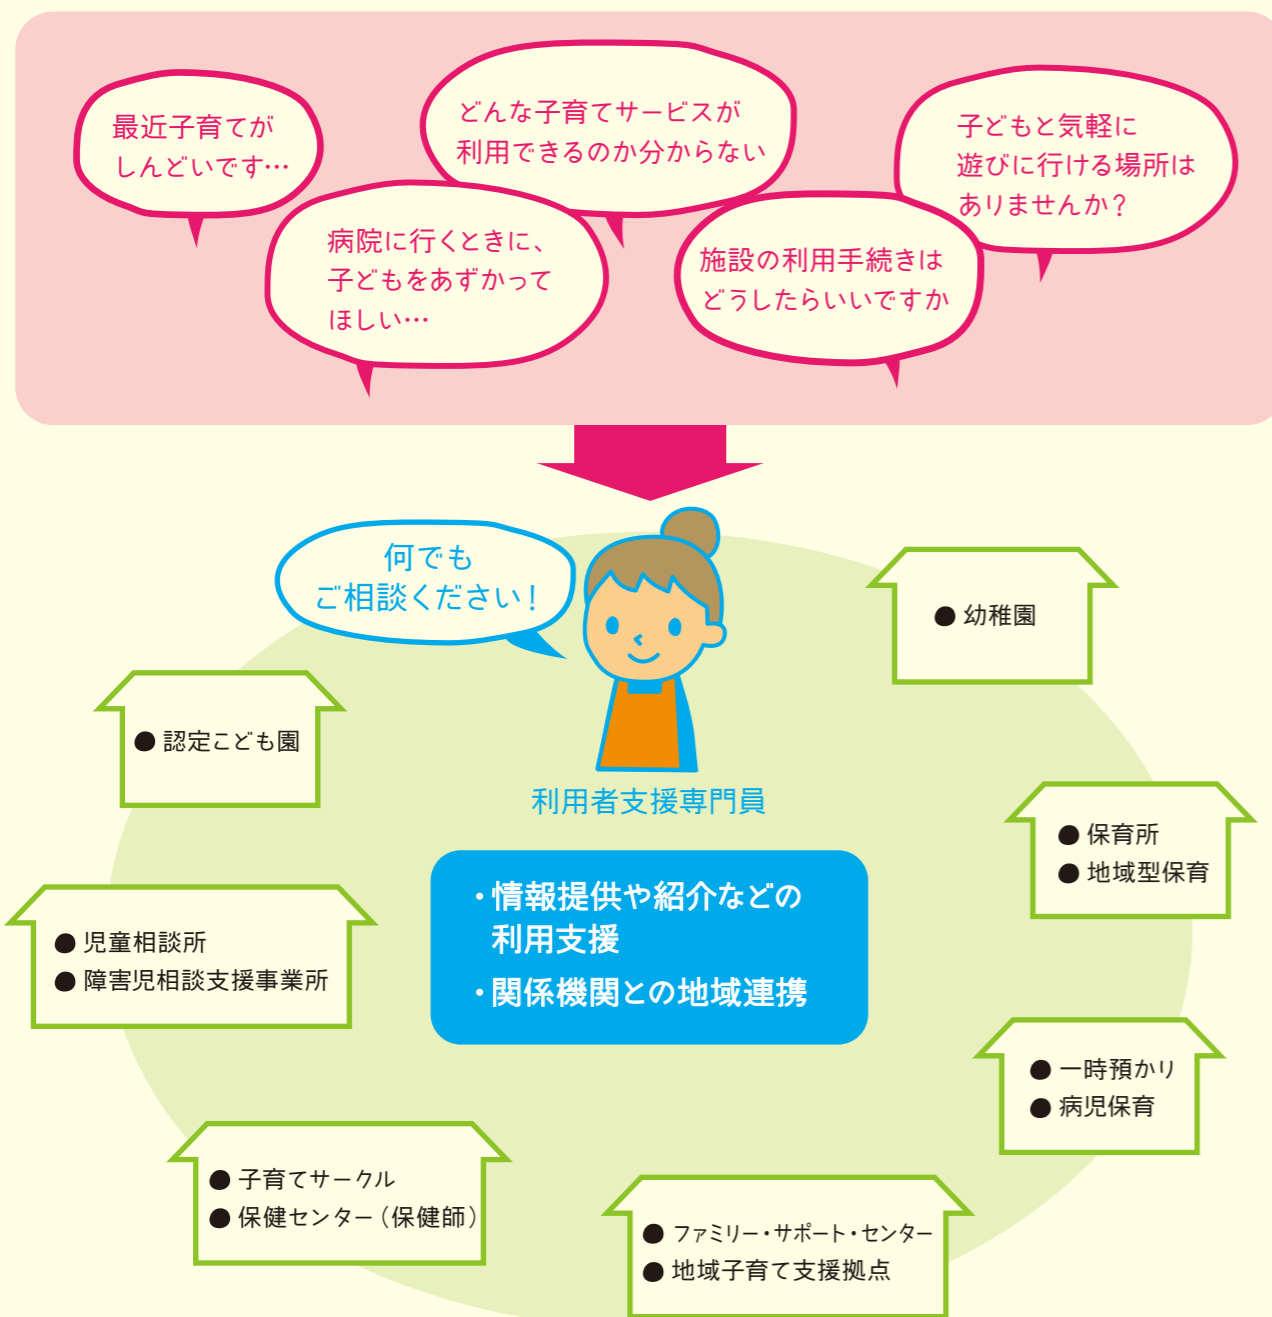 最近子育てが
しんどいです…
どんな子育てサービスが
利用できるのか分からない
子どもと気軽に
遊びに行ける場所は
ありませんか？
病院に行くときに、
子どもをあずかって
ほしい…
施設の利用手続きは
どうしたらいいですか
何でも
ご相談ください！
利用者支援専門員
・情報提供や紹介などの
利用支援
・関係機関との地域連携
● 幼稚園
● 認定こども園
● 保育所
● 地域型保育
● 児童相談所
● 障害児相談支援事業所
● 一時預かり
● 病児保育
● 子育てサークル
● 保健センター（保健師）
● ファミリー・サポート・センター
● 地域子育て支援拠点